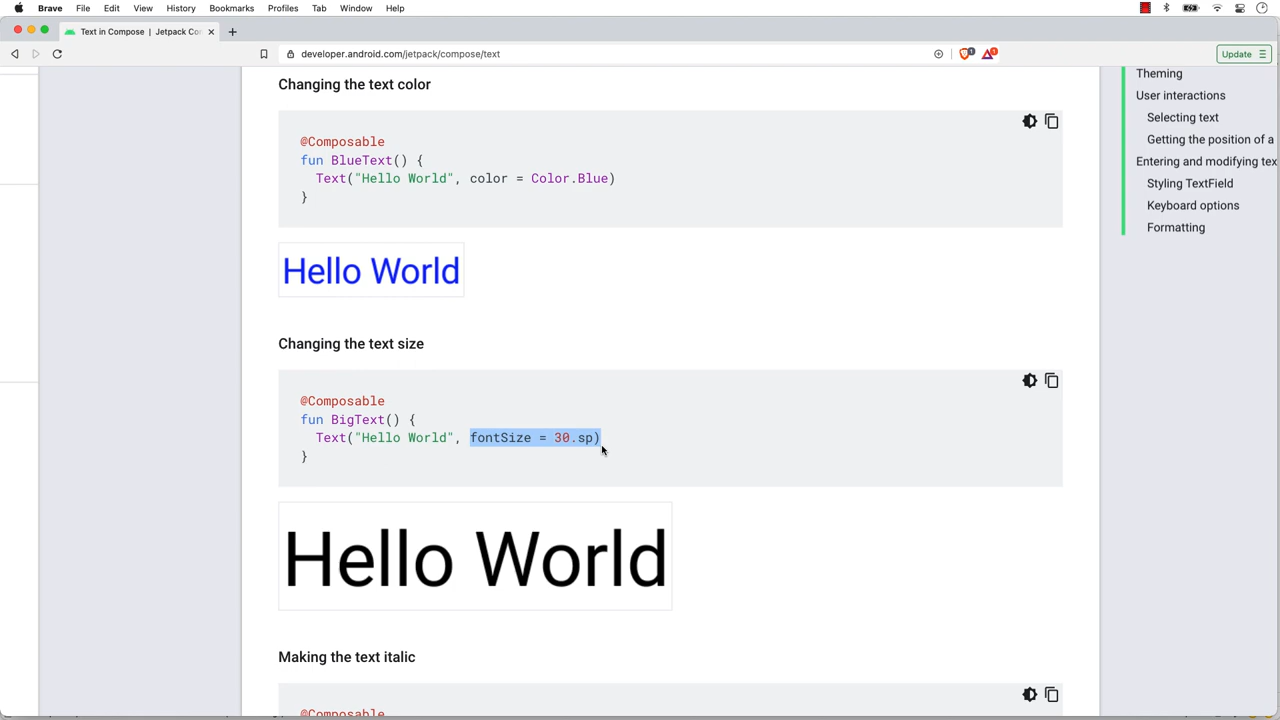 Brave File Edit View History Bookmarks Profiles Tab Window Help
Text in Compose | Jetpack Co
developer.android.com/jetpack/compose/text
1
1
Update
Changing the text color
@Composable
fun BlueText() {
Text("Hello World", color = Color.Blue)
}
Hello World
Changing the text size
@Composable
fun BigText() {
Text("Hello World", fontSize = 30.sp)
}
Hello World
Making the text italic
@Composable
Theming
User interactions
Selecting text
Getting the position of a
Entering and modifying tex
Styling TextField
Keyboard options
Formatting